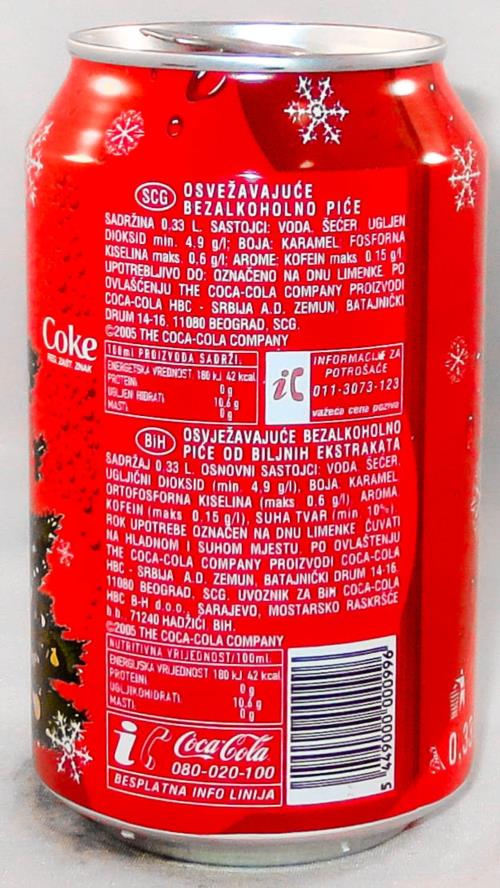 SCG OSVEŽAVAJUĆE
BEZALKOHOLNO PIĆE
SADRŽINA 0,33 L. SASTOJCI: VODA, ŠEĆER, UGLJEN
DIOKSID min. 4,9 g/l; BOJA: KARAMEL; FOSFORNA
KISELINA maks. 0,6 g/l; AROME: KOFEIN maks. 0,15 g/l
UPOTREBLJIVO DO: OZNAČENO NA DNU LIMENKE. PO
OVLAŠĆENJU THE COCA-COLA COMPANY PROIZVODI
COCA-COLA HBC - SRBIJA A.D. ZEMUN, BATAJNIČKI
DRUM 14-16, 11080 BEOGRAD, SCG.
©2005 THE COCA-COLA COMPANY
Coke
REG. ZAŠT. ZNAK
100ml PROIZVODA SADRŽI:
ENERGETSKA VREDNOST: 180 kJ 42 kcal
PROTEINI 0g
UGLJENI HIDRATI 10,6 g
MASTI 0g
INFORMACIJE ZA
POTROŠAČE
011-3073-123
važeća cena poziva
BiH OSVJEŽAVAJUĆE BEZALKOHOLNO
PIĆE OD BILJNIH EKSTRAKATA
SADRŽAJ 0,33 L. OSNOVNI SASTOJCI: VODA, ŠEĆER,
UGLJIČNI DIOKSID (min. 4,9 g/l), BOJA: KARAMEL,
ORTOFOSFORNA KISELINA (maks. 0,6 g/l), AROMA,
KOFEIN (maks. 0,15 g/l), SUHA TVAR (min. 10%).
ROK UPOTREBE OZNAČEN NA DNU LIMENKE. ČUVATI
NA HLADNOM I SUHOM MJESTU. PO OVLAŠTENJU
THE COCA-COLA COMPANY PROIZVODI COCA-COLA
HBC - SRBIJA A.D. ZEMUN, BATAJNIČKI DRUM 14-16,
11080 BEOGRAD, SCG. UVOZNIK ZA BiH COCA-COLA
HBC B-H d.o.o., SARAJEVO, MOSTARSKO RASKRŠĆE
b.b. 71240 HADŽIĆI BIH.
©2005 THE COCA-COLA COMPANY
NUTRITIVNA VRIJEDNOST/100ml:
ENERGIJSKA VRIJEDNOST 180 kJ 42 kcal
PROTEINI 0g
UGLJIKOHIDRATI 10,6 g
MASTI 0g
Coca-Cola
080-020-100
BESPLATNA INFO LINIJA
5 449000 000996
0,3